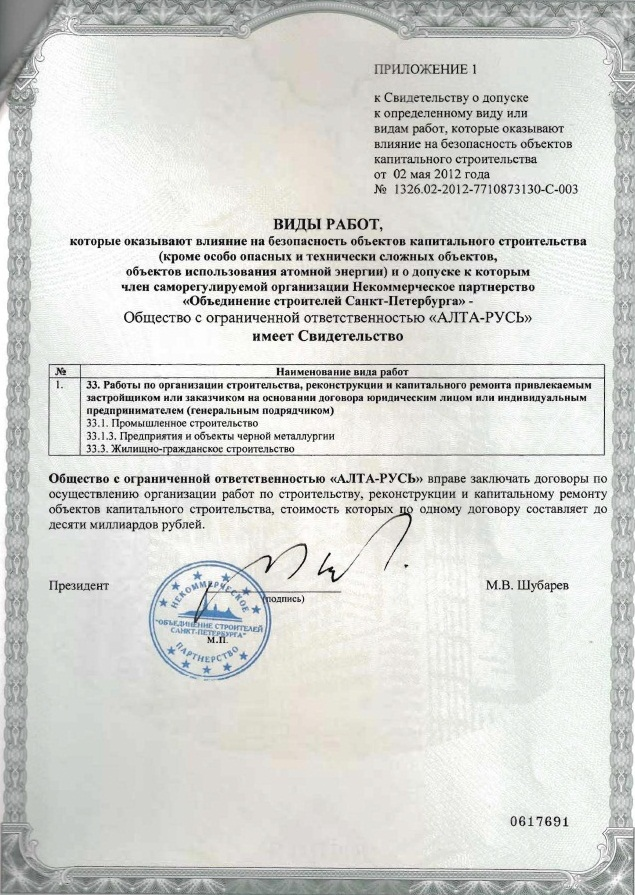 ПРИЛОЖЕНИЕ 1
к Свидетельству о допуске
к определенному виду или
видам работ, которые оказывают
влияние на безопасность объектов
капитального строительства
от 02 мая 2012 года
№ 1326.02-2012-7710873130-С-003
ВИДЫ РАБОТ,
которые оказывают влияние на безопасность объектов капитального строительства
(кроме особо опасных и технически сложных объектов,
объектов использования атомной энергии) и о допуске к которым
член саморегулируемой организации Некоммерческое партнерство
«Объединение строителей Санкт-Петербурга» -
Общество с ограниченной ответственностью «АЛТА-РУСЬ»
имеет Свидетельство
№ Наименование вида работ
1. 33. Работы по организации строительства, реконструкции и капитального ремонта привлекаемым
застройщиком или заказчиком на основании договора юридическим лицом или индивидуальным
предпринимателем (генеральным подрядчиком)
33.1. Промышленное строительство
33.1.3. Предприятия и объекты черной металлургии
33.3. Жилищно-гражданское строительство
Общество с ограниченной ответственностью «АЛТА-РУСЬ» вправе заключать договоры по
осуществлению организации работ по строительству, реконструкции и капитальному ремонту
объектов капитального строительства, стоимость которых по одному договору составляет до
десяти миллиардов рублей.
Президент М.В. Шубарев
(подпись)
НЕКОММЕРЧЕСКОЕ
"ОБЪЕДИНЕНИЕ СТРОИТЕЛЕЙ
САНКТ-ПЕТЕРБУРГА"
М.П.
ПАРТНЕРСТВО
0617691